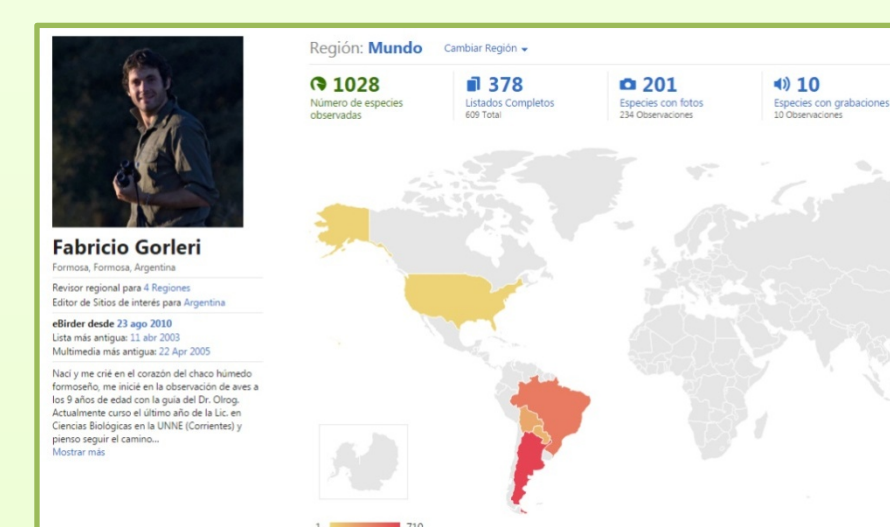 Región: Mundo Cambiar Región
1028
Número de especies
observadas
378
Listados Completos
609 Total
201
Especies con fotos
234 Observaciones
10
Especies con grabaciones
10 Observaciones
Fabricio Gorleri
Formosa, Formosa, Argentina
Revisor regional para 4 Regiones
Editor de Sitios de interés para Argentina
eBirder desde 23 ago 2010
Lista más antigua: 11 abr 2003
Multimedia más antigua: 22 Apr 2005
Nací y me crié en el corazón del chaco húmedo
formoseño, me inicié en la observación de aves a
los 9 años de edad con la guía del Dr. Olrog.
Actualmente curso el último año de la Lic. en
Ciencias Biológicas en la UNNE (Corrientes) y
pienso seguir el camino...
Mostrar más
1 710